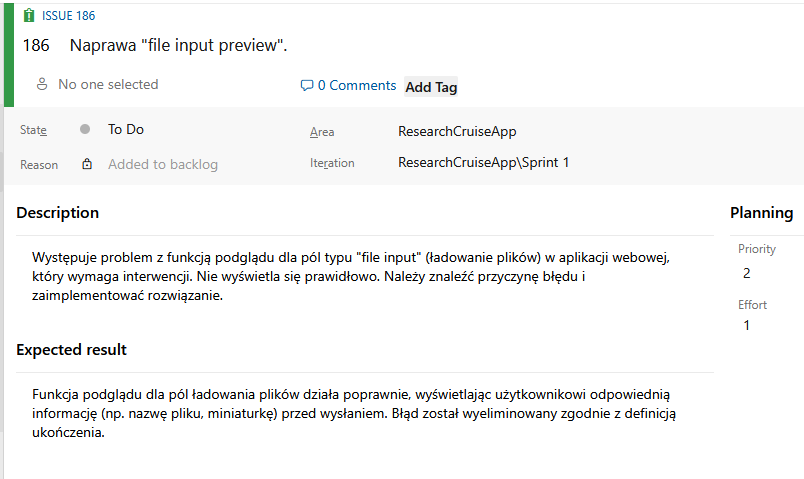 ISSUE 186
186 Naprawa "file input preview".
No one selected
0 Comments
Add Tag
State To Do
Area ResearchCruiseApp
Reason Added to backlog
Iteration ResearchCruiseApp\Sprint 1
Description
Występuje problem z funkcją podglądu dla pól typu "file input" (ładowanie plików) w aplikacji webowej,
który wymaga interwencji. Nie wyświetla się prawidłowo. Należy znaleźć przyczynę błędu i
zaimplementować rozwiązanie.
Expected result
Funkcja podglądu dla pól ładowania plików działa poprawnie, wyświetlając użytkownikowi odpowiednią
informację (np. nazwę pliku, miniaturkę) przed wysłaniem. Błąd został wyeliminowany zgodnie z definicją
ukończenia.
Planning
Priority
2
Effort
1